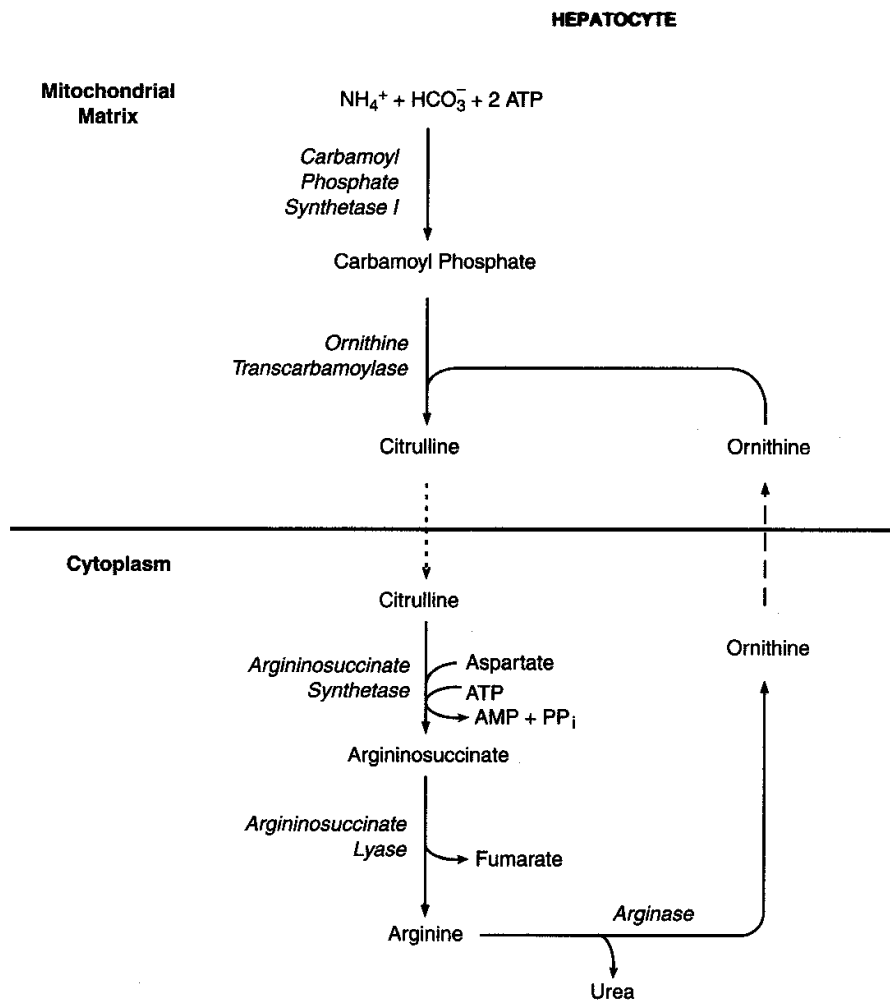 HEPATOCYTE
Mitochondrial
Matrix
NH₄⁺ + HCO₃⁻ + 2 ATP
Carbamoyl
Phosphate
Synthetase I
Carbamoyl Phosphate
Ornithine
Transcarbamoylase
Citrulline
Ornithine
Cytoplasm
Citrulline
Ornithine
Argininosuccinate
Synthetase
Aspartate
ATP
AMP + PPᵢ
Argininosuccinate
Argininosuccinate
Lyase
Fumarate
Arginase
Arginine
Urea